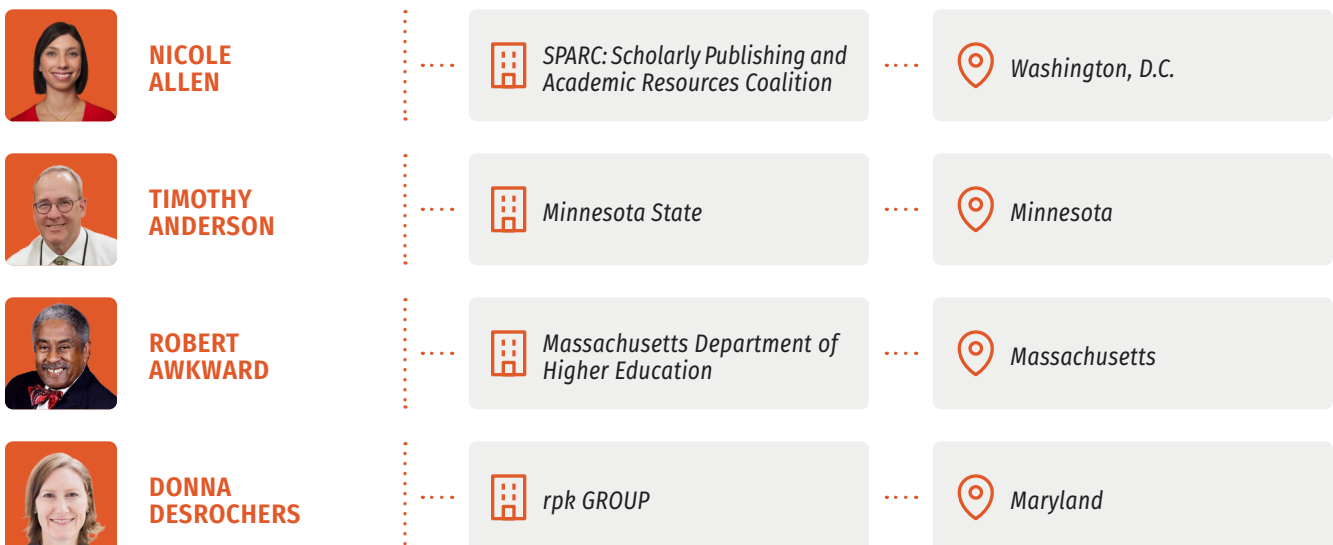 NICOLE
ALLEN
SPARC: Scholarly Publishing and
Academic Resources Coalition
Washington, D.C.
TIMOTHY
ANDERSON
Minnesota State
Minnesota
ROBERT
AWKWARD
Massachusetts Department of
Higher Education
Massachusetts
DONNA
DESROCHERS
rpk GROUP
Maryland